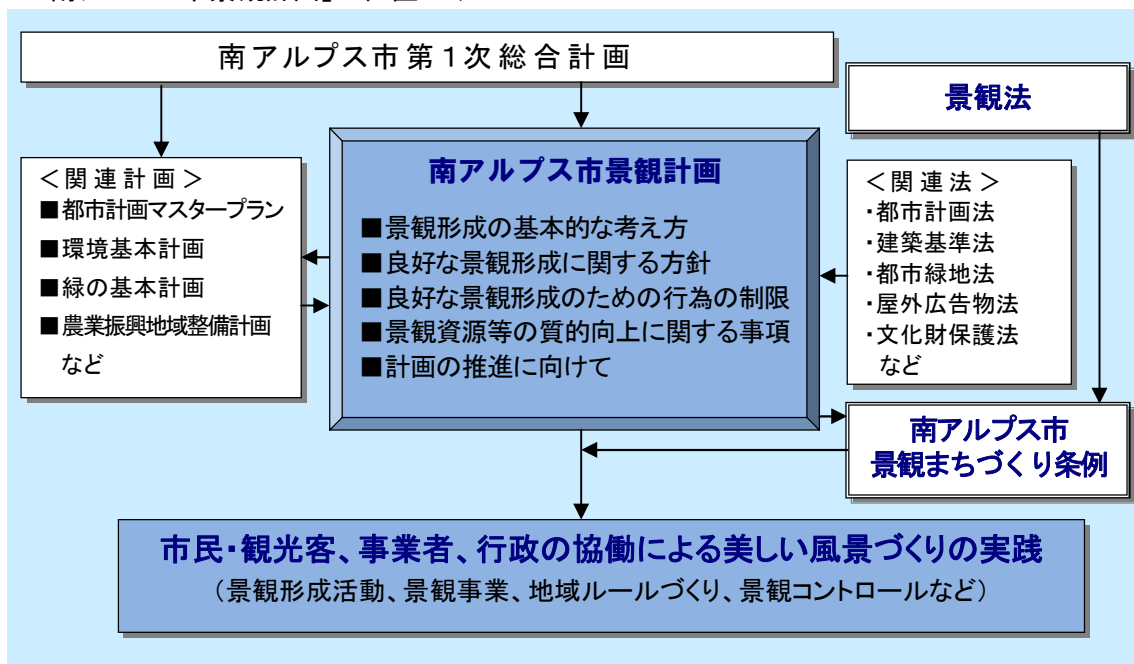 南アルプス市第１次総合計画
景観法
南アルプス市景観計画
■景観形成の基本的な考え方
■良好な景観形成に関する方針
■良好な景観形成のための行為の制限
■景観資源等の質的向上に関する事項
■計画の推進に向けて
＜関連計画＞
■都市計画マスタープラン
■環境基本計画
■緑の基本計画
■農業振興地域整備計画
など
＜関連法＞
・都市計画法
・建築基準法
・都市緑地法
・屋外広告物法
・文化財保護法
など
南アルプス市
景観まちづくり条例
市民・観光客、事業者、行政の協働による美しい風景づくりの実践
（景観形成活動、景観事業、地域ルールづくり、景観コントロールなど）